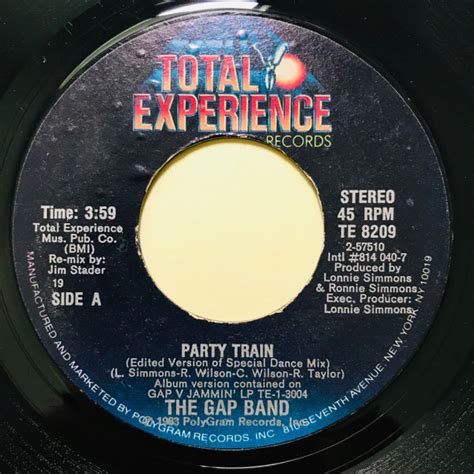 TOTAL
EXPERIENCE
RECORDS
Time: 3:59
Total Experience
Mus. Pub. Co.
(BMI)
Re-mix by:
Jim Stader
19
SIDE A
STEREO
45 RPM
TE 8209
2-57510
Intl #814 040-7
Produced by
Lonnie Simmons
& Ronnie Simmons
Exec. Producer:
Lonnie Simmons
PARTY TRAIN
(Edited Version of Special Dance Mix)
(L. Simmons-R. Wilson-C. Wilson-R. Taylor)
Album version contained on
GAP V JAMMIN' LP TE-1-3004
THE GAP BAND
© 1983 PolyGram Records, Inc.
MANUFACTURED AND MARKETED BY POLYGRAM RECORDS, INC. 810 SEVENTH AVENUE, NEW YORK, NY 10019